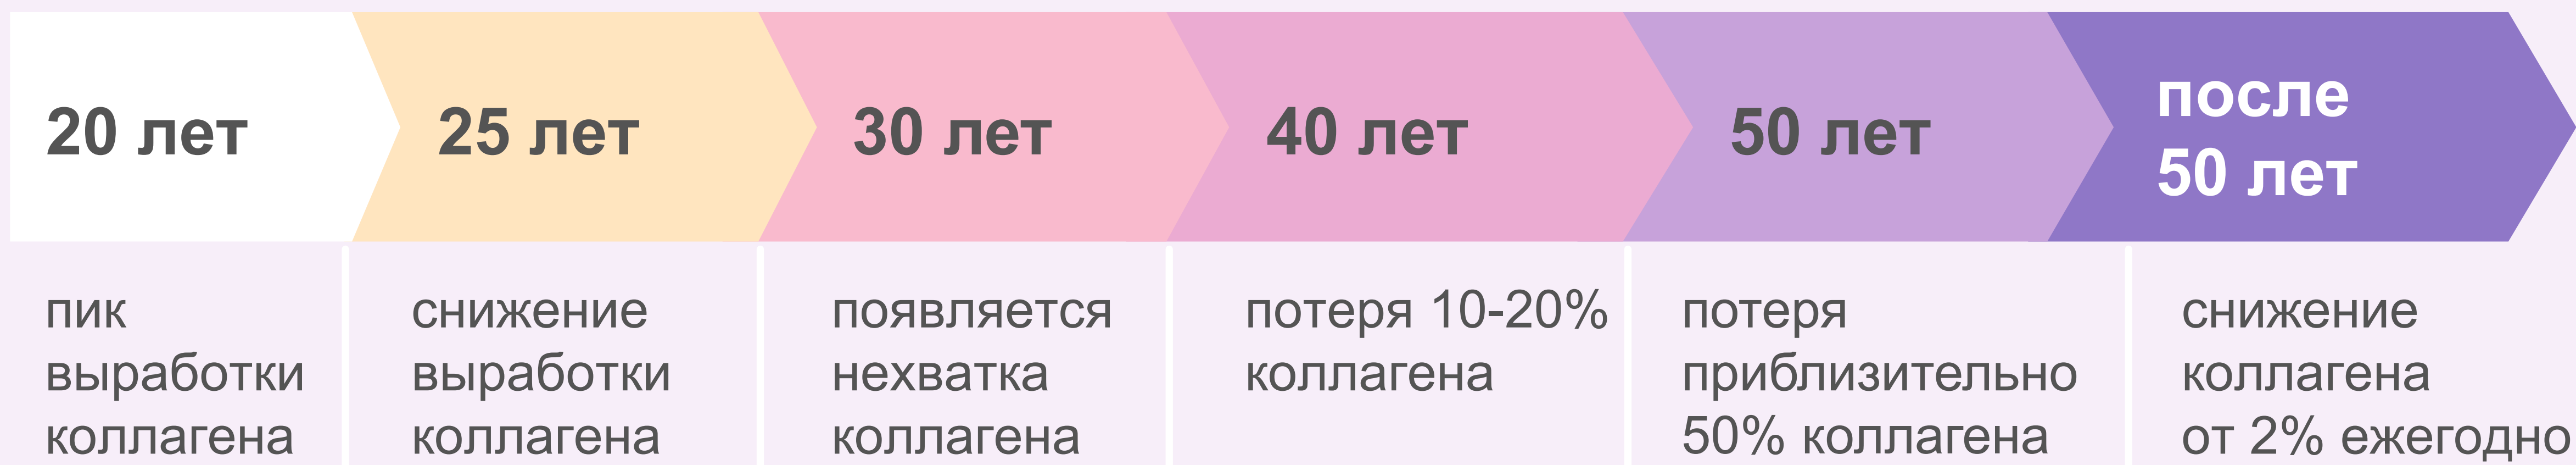 20 лет
25 лет
30 лет
40 лет
50 лет
после
50 лет
пик
выработки
коллагена
снижение
выработки
коллагена
появляется
нехватка
коллагена
потеря 10-20%
коллагена
потеря
приблизительно
50% коллагена
снижение
коллагена
от 2% ежегодно